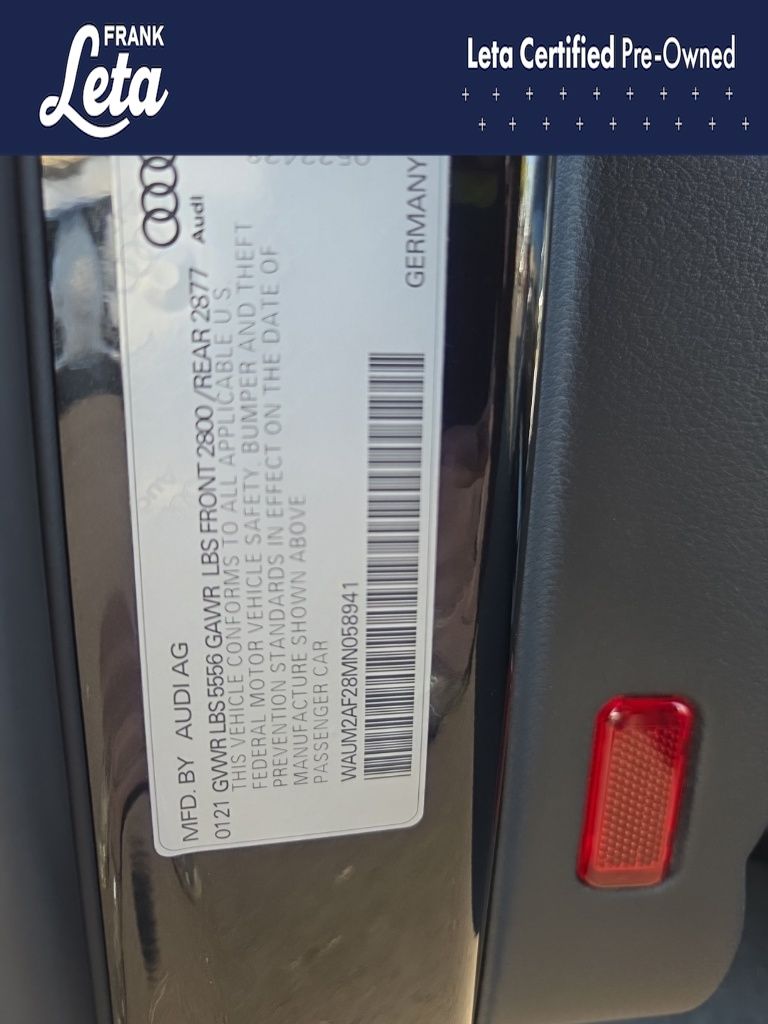 FRANK
Leta
Leta Certified Pre-Owned
Audi
MFD. BY AUDI AG
0121 GVWR LBS 5556 GAWR LBS FRONT 2800 /REAR 2877
THIS VEHICLE CONFORMS TO ALL APPLICABLE U S
FEDERAL MOTOR VEHICLE SAFETY, BUMPER AND THEFT
PREVENTION STANDARDS IN EFFECT ON THE DATE OF
MANUFACTURE SHOWN ABOVE
PASSENGER CAR
WAUM2AF28MN058941
GERMANY